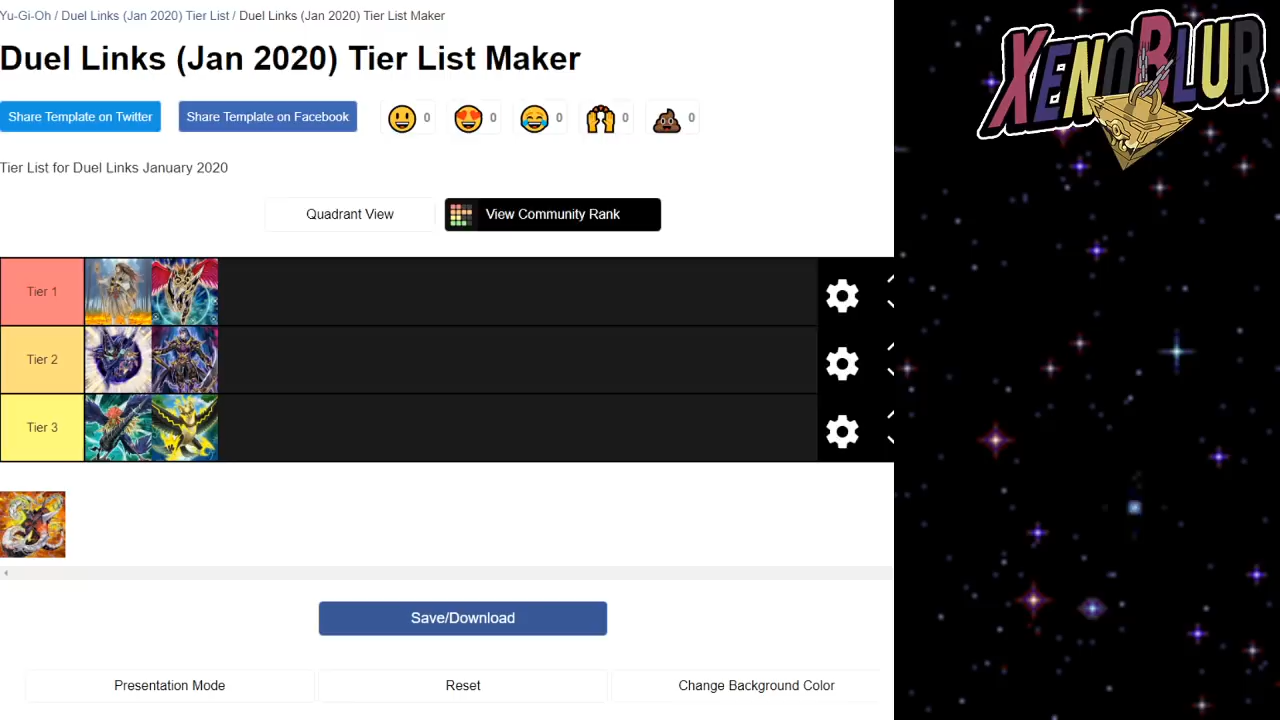 Yu-Gi-Oh / Duel Links (Jan 2020) Tier List / Duel Links (Jan 2020) Tier List Maker
XENOBLUR
Duel Links (Jan 2020) Tier List Maker
Share Template on Twitter
Share Template on Facebook
0
0
0
0
0
Tier List for Duel Links January 2020
Quadrant View
View Community Rank
Tier 1
Tier 2
Tier 3
Save/Download
Presentation Mode
Reset
Change Background Color